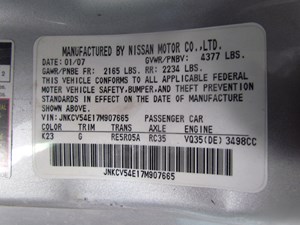 MANUFACTURED BY NISSAN MOTOR CO.,LTD.
DATE: 01/07 GVWR/PNBV: 4377 LBS.
GAWR/PNBE FR: 2165 LBS. RR: 2234 LBS.
THIS VEHICLE CONFORMS TO ALL APPLICABLE FEDERAL
MOTOR VEHICLE SAFETY,BUMPER,AND THEFT PREVENTION
STANDARDS IN EFFECT ON THE DATE OF MANUFACTURE
SHOWN ABOVE.
VIN: JNKCV54E17M907665 PASSENGER CAR
COLOR TRIM TRANS AXLE ENGINE
K23 G RE5R05A RC35 VQ35(DE) 3498CC
JNKCV54E17M907665